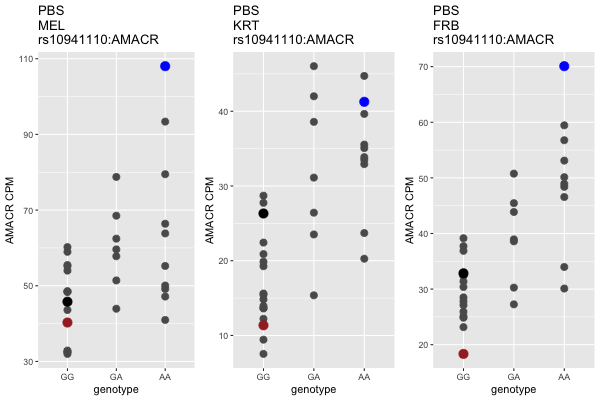 PBS
MEL
rs10941110:AMACR
110
90
70
50
30
AMACR CPM
GG
GA
AA
genotype
PBS
KRT
rs10941110:AMACR
40
30
20
10
AMACR CPM
GG
GA
AA
genotype
PBS
FRB
rs10941110:AMACR
70
60
50
40
30
20
AMACR CPM
GG
GA
AA
genotype